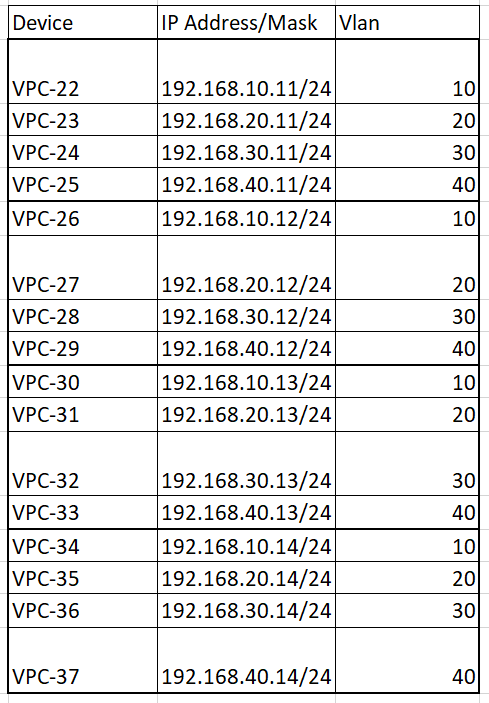 Device IP Address/Mask Vlan
VPC-22 192.168.10.11/24 10
VPC-23 192.168.20.11/24 20
VPC-24 192.168.30.11/24 30
VPC-25 192.168.40.11/24 40
VPC-26 192.168.10.12/24 10
VPC-27 192.168.20.12/24 20
VPC-28 192.168.30.12/24 30
VPC-29 192.168.40.12/24 40
VPC-30 192.168.10.13/24 10
VPC-31 192.168.20.13/24 20
VPC-32 192.168.30.13/24 30
VPC-33 192.168.40.13/24 40
VPC-34 192.168.10.14/24 10
VPC-35 192.168.20.14/24 20
VPC-36 192.168.30.14/24 30
VPC-37 192.168.40.14/24 40